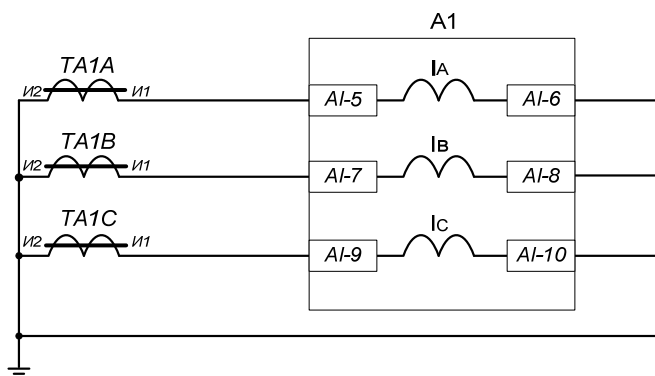 A1
TA1A
И2 И1
AI-5
IA
AI-6
TA1B
И2 И1
AI-7
IB
AI-8
TA1C
И2 И1
AI-9
IC
AI-10